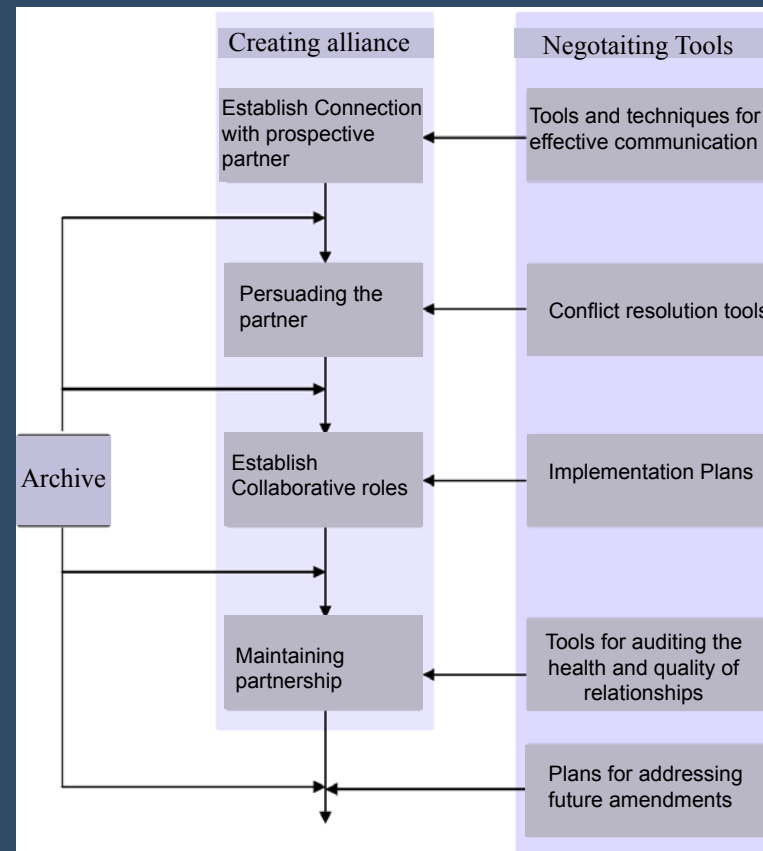 Creating alliance
Negotaiting Tools
Establish Connection
with prospective
partner
Tools and techniques for
effective communication
Persuading the
partner
Conflict resolution tools
Archive
Establish
Collaborative roles
Implementation Plans
Maintaining
partnership
Tools for auditing the
health and quality of
relationships
Plans for addressing
future amendments